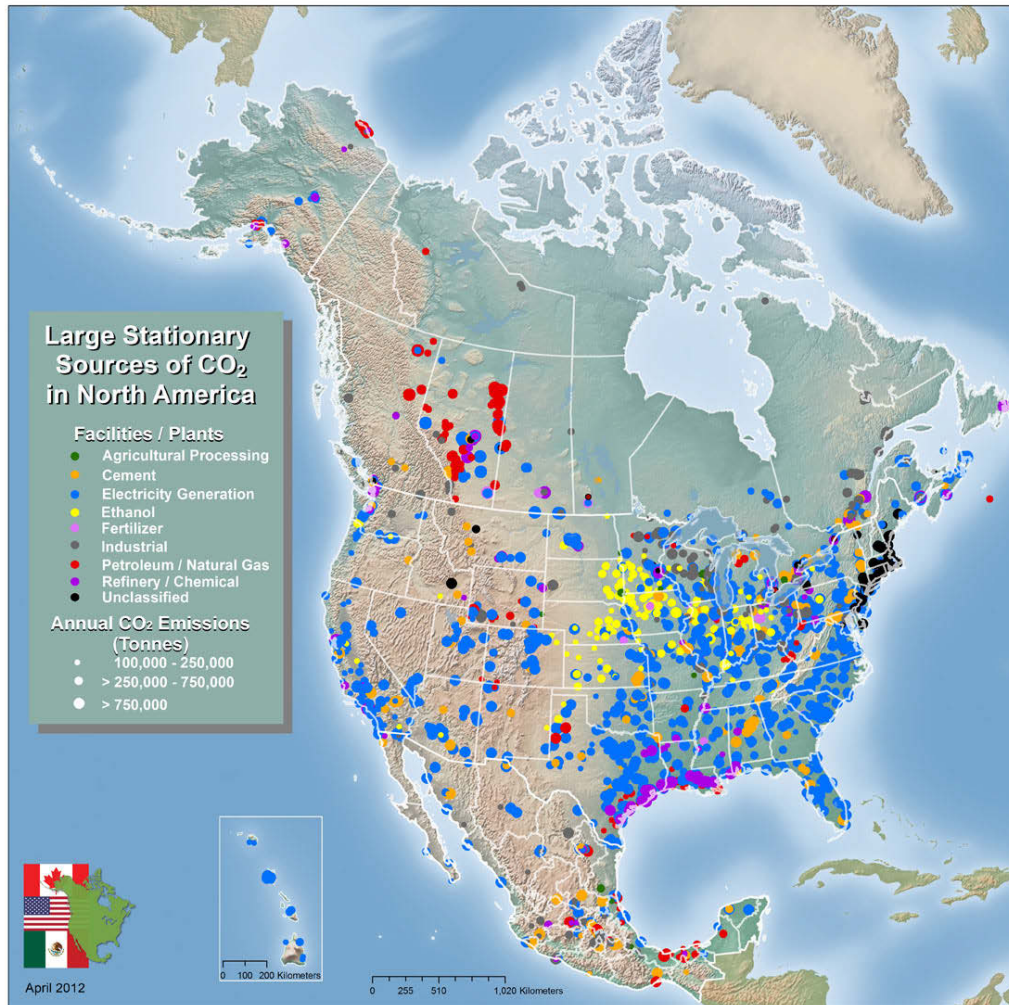 Large Stationary
Sources of CO₂
in North America
Facilities / Plants
Agricultural Processing
Cement
Electricity Generation
Ethanol
Fertilizer
Industrial
Petroleum / Natural Gas
Refinery / Chemical
Unclassified
Annual CO₂ Emissions
(Tonnes)
100,000 - 250,000
> 250,000 - 750,000
> 750,000
0 100 200 Kilometers
0 255 510 1,020 Kilometers
April 2012